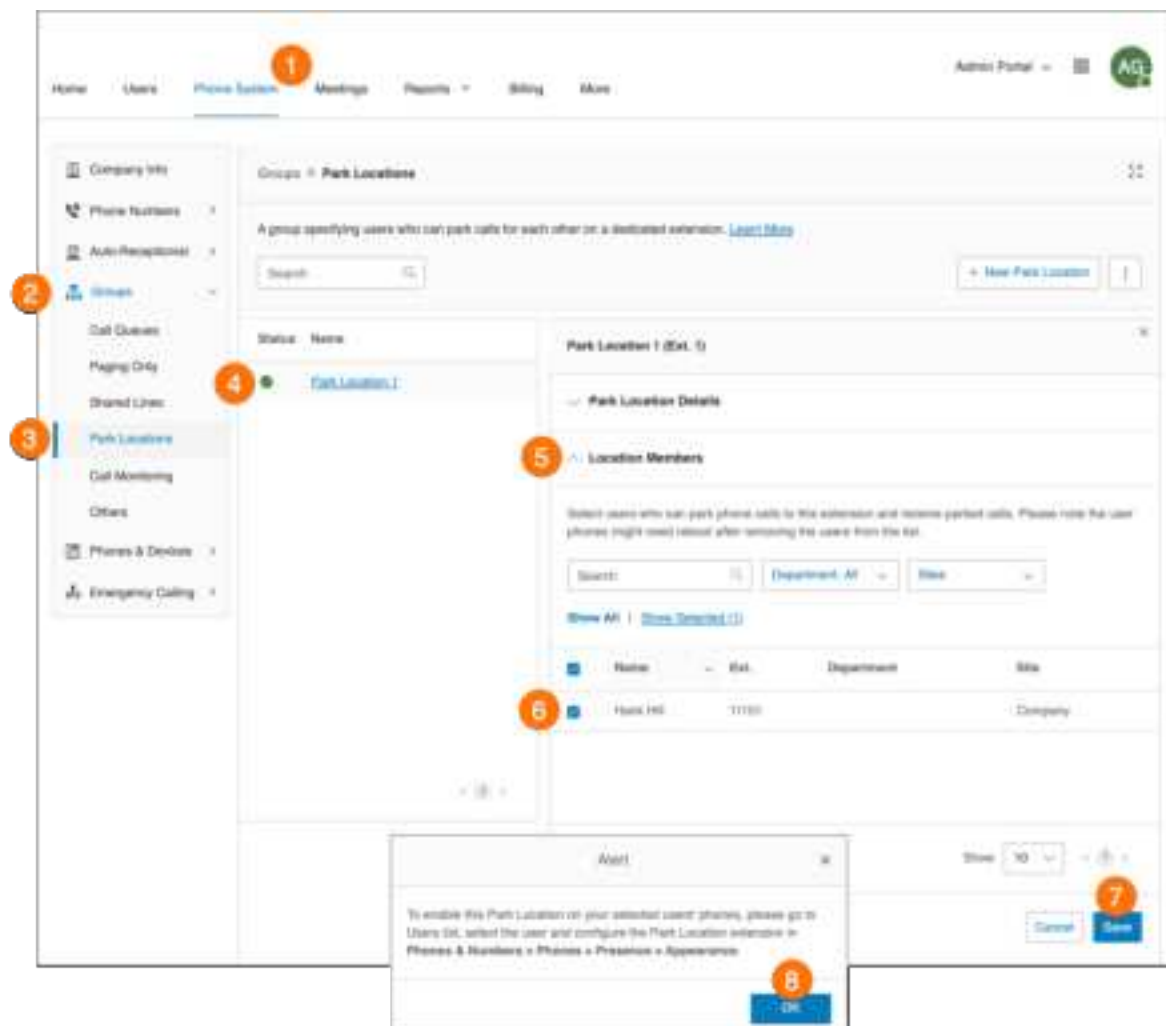 1
Admin Portal
AG
Home Users Phone System Meetings Reports Billing More
Company Info
Groups Park Locations
Phone Numbers
A group specifying users who can park calls for each other on a dedicated extension. Learn More
Auto-Receptionist
Search
+ New Park Location
2
Groups
Call Queues
Status Name
Park Location 1 (Ext. 1)
Paging Only
4
Park Location 1
Shared Lines
Park Location Details
3
Park Locations
5
Location Members
Call Monitoring
Others
Select users who can park phone calls to this extension and receive parked calls. Please note the user
phones might need reboot after removing the users from the list.
Phones & Devices
Search
Department: All
Sites
Emergency Calling
Show All | Show Selected (1)
Name Ext. Department Site
6
Hank Hill
Company
Alert
Show 10
To enable this Park Location on your selected users' phones, please go to
Users list, select the user and configure the Park Location extension in
Phones & Numbers > Phones > Presence > Appearance
7
Cancel Save
8
OK